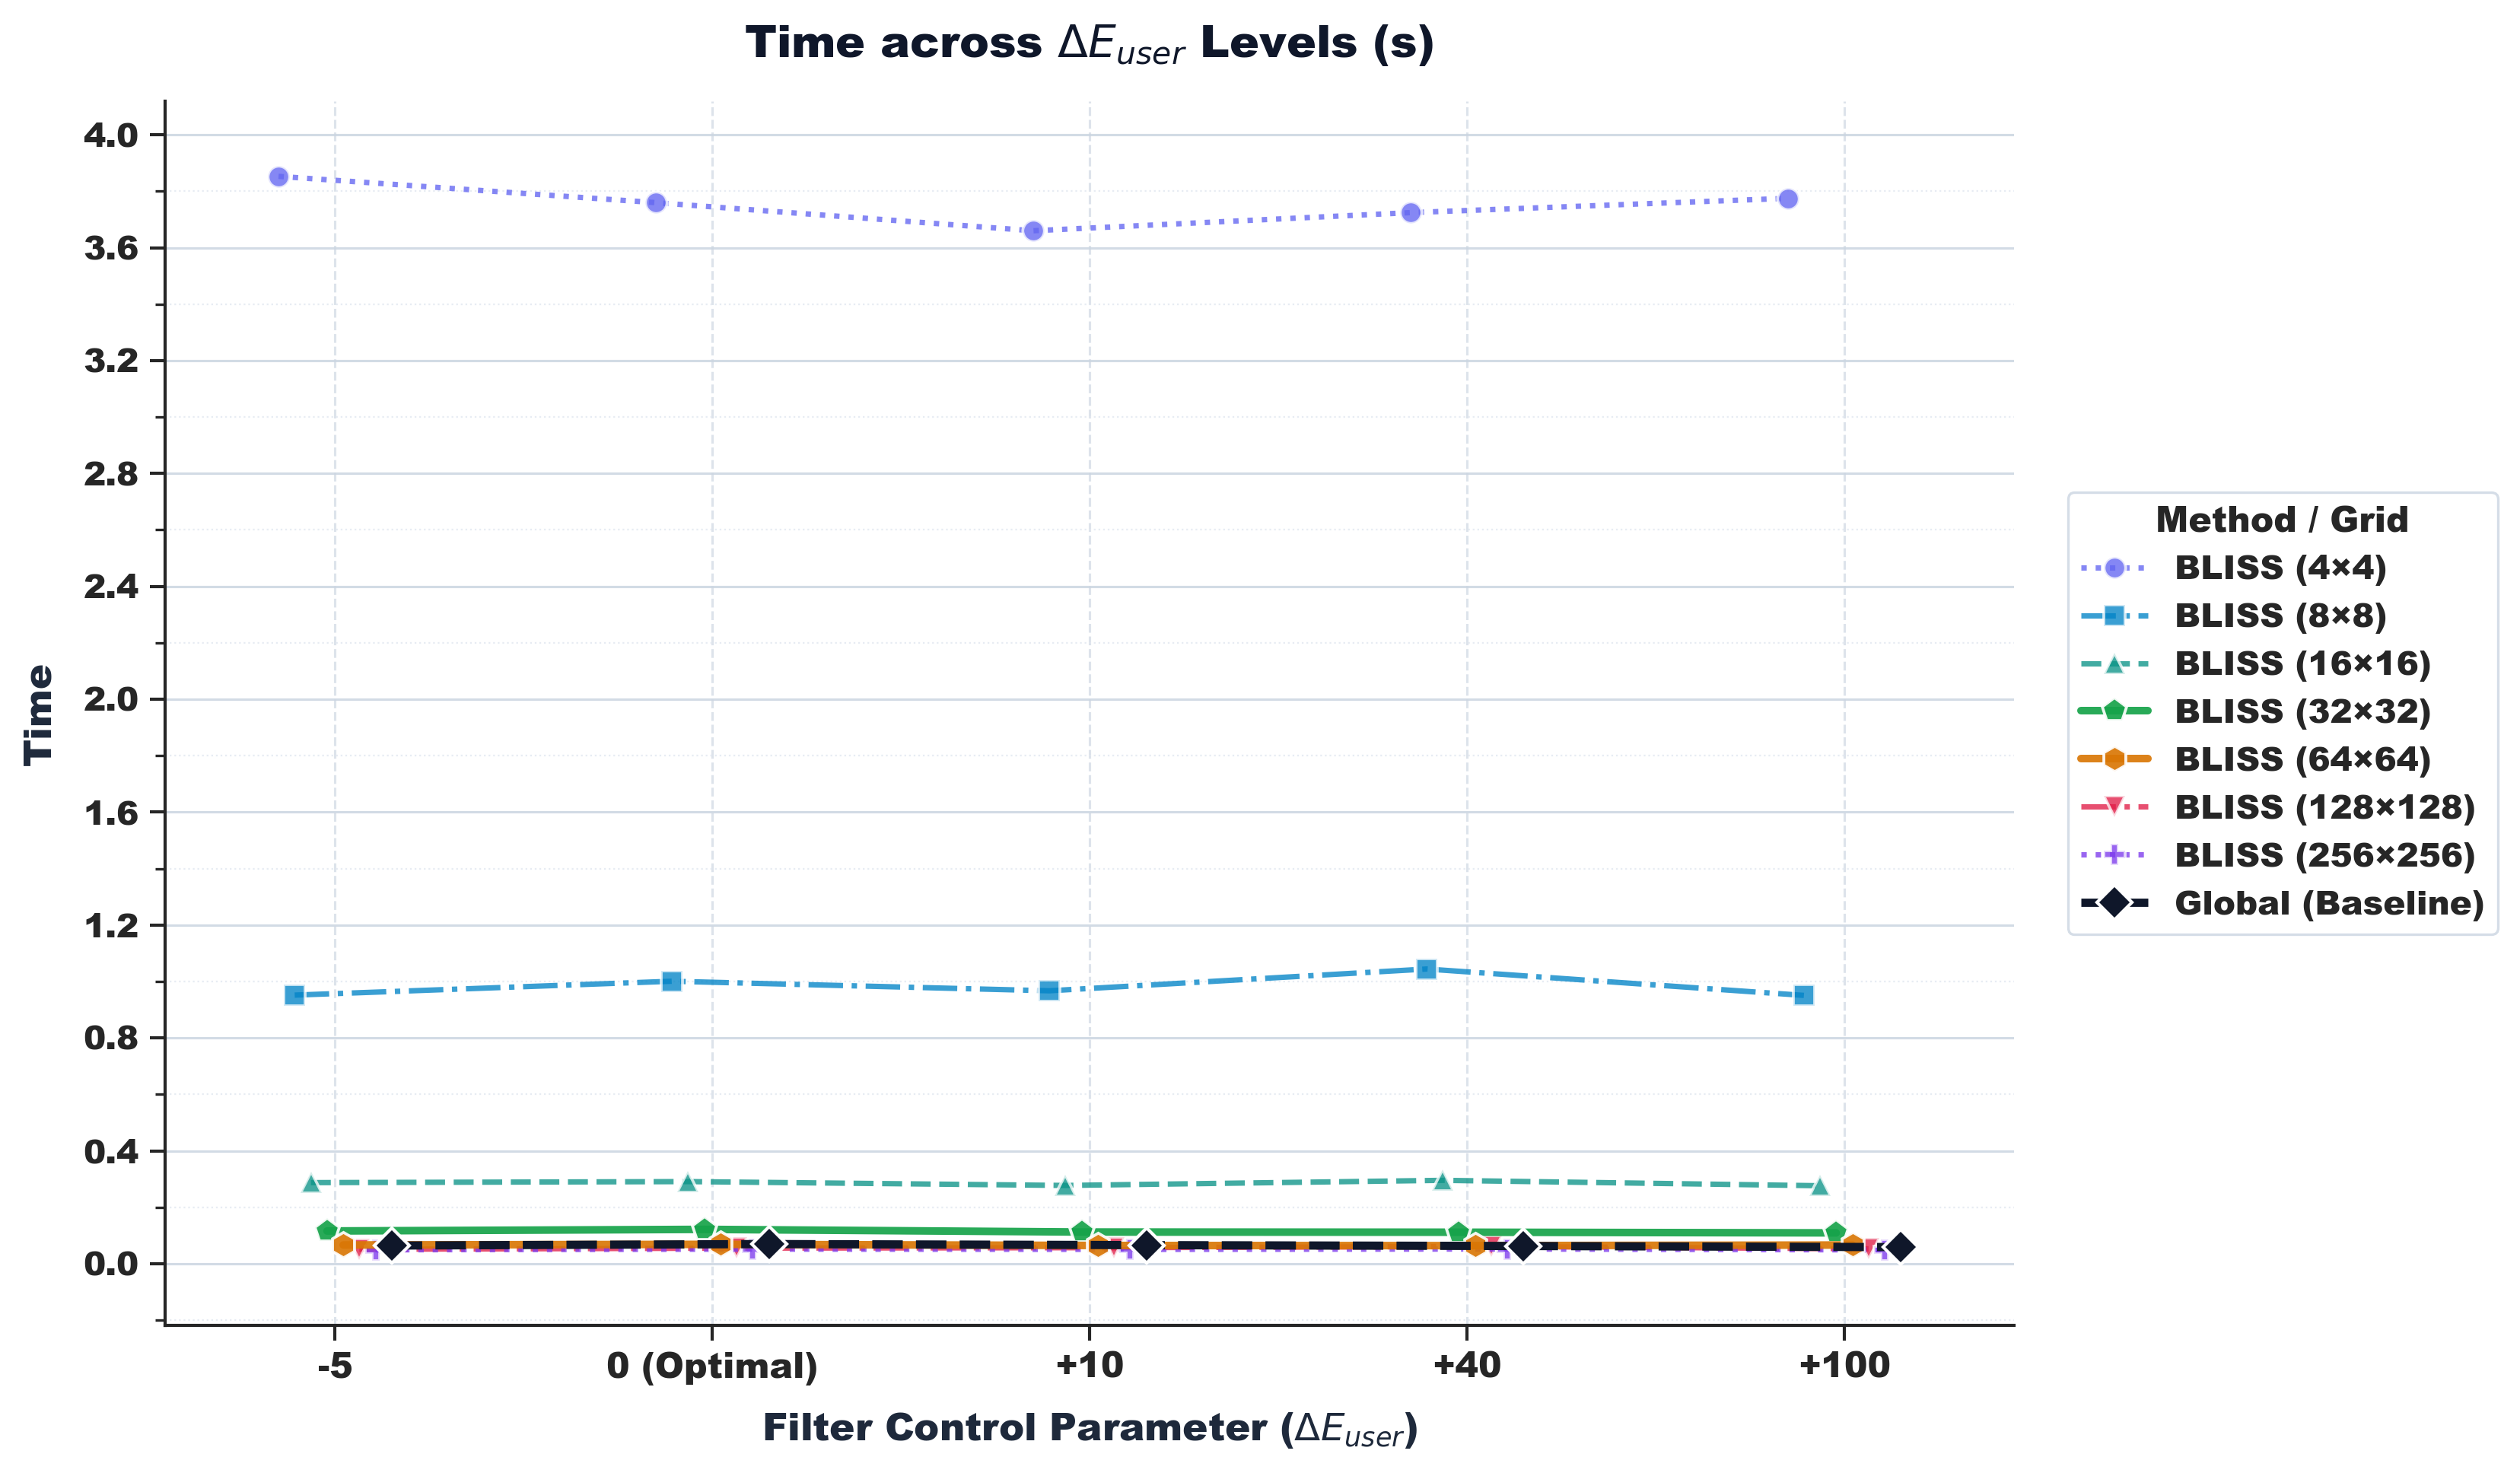 Time across ΔE_user Levels (s)
4.0
3.6
3.2
2.8
2.4
2.0
1.6
1.2
0.8
0.4
0.0
Time
-5
0 (Optimal)
+10
+40
+100
Filter Control Parameter (ΔE_user)
Method / Grid
BLISS (4×4)
BLISS (8×8)
BLISS (16×16)
BLISS (32×32)
BLISS (64×64)
BLISS (128×128)
BLISS (256×256)
Global (Baseline)